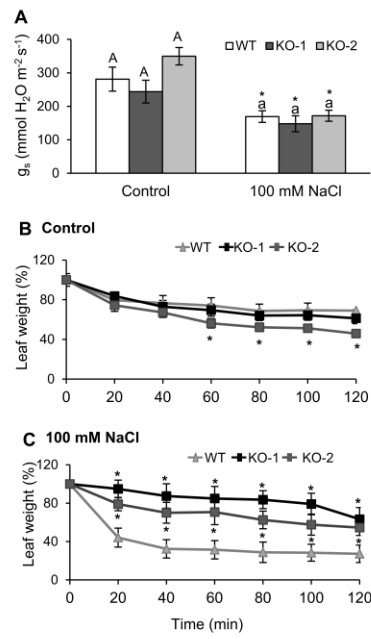 A
WT KO-1 KO-2
g_s (mmol H2O m-2 s-1)
400
300
200
100
0
A
A
A
*
a
*
a
*
a
Control 100 mM NaCl
B Control
WT KO-1 KO-2
Leaf weight (%)
120
80
40
0
* * * *
0 20 40 60 80 100 120
C 100 mM NaCl
WT KO-1 KO-2
Leaf weight (%)
120
80
40
0
* * * * * *
* * * * * *
0 20 40 60 80 100 120
Time (min)